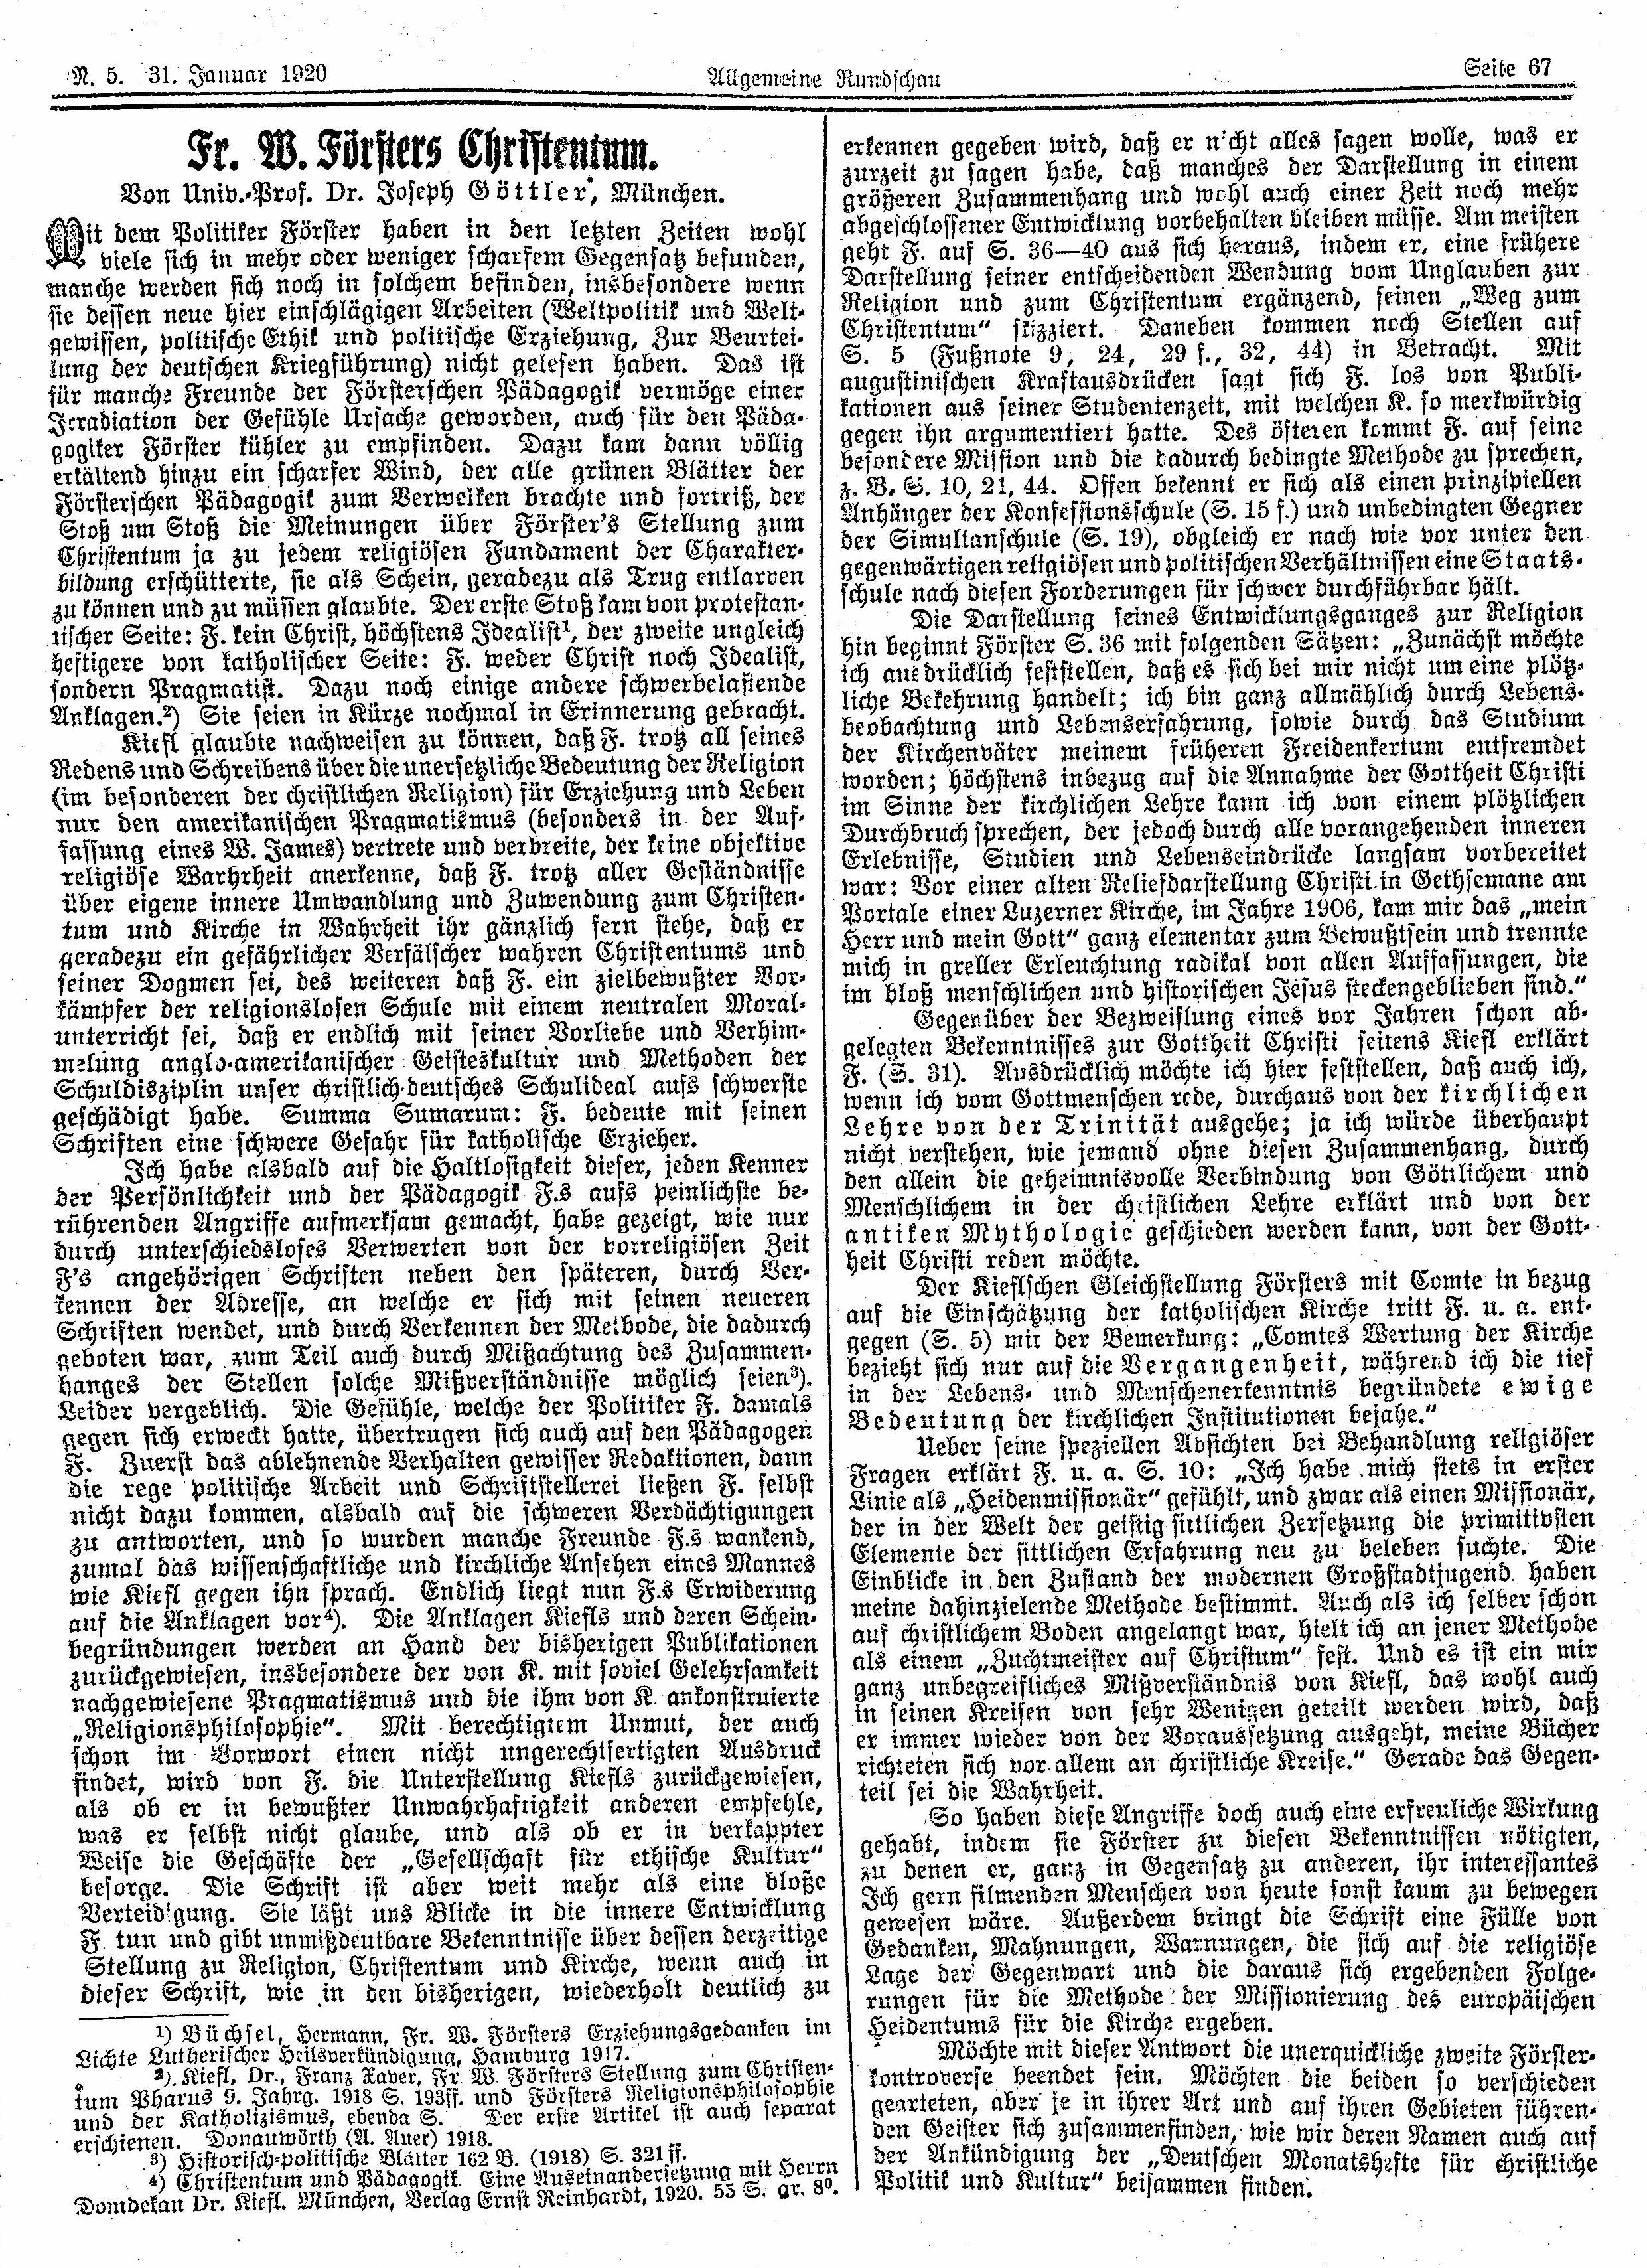 N. 5. 31. Januar 1920
Allgemeine Rundschau
Seite 67
Fr. W. Försters Christentum.
Von Univ.-Prof. Dr. Joseph Göttler, München.
Mit dem Politiker Förster haben in den letzten Zeiten wohl
viele sich in mehr oder weniger scharfem Gegensatz befunden,
manche werden sich noch in solchem befinden, insbesondere wenn
sie dessen neue hier einschlägigen Arbeiten (Weltpolitik und Welt-
gewissen, politische Ethik und politische Erziehung, Zur Beurtei-
lung der deutschen Kriegführung) nicht gelesen haben. Das ist
für manche Freunde der Försterschen Pädagogik vermöge einer
Irradiation der Gefühle Ursache geworden, auch für den Päda-
gogiker Förster kühler zu empfinden. Dazu kam dann völlig
erkältend hinzu ein scharfer Wind, der alle grünen Blätter der
Försterschen Pädagogik zum Verwelken brachte und fortriß, der
Stoß um Stoß die Meinungen über Förster's Stellung zum
Christentum ja zu jedem religiösen Fundament der Charakter-
bildung erschütterte, sie als Schein, geradezu als Trug entlarven
zu können und zu müssen glaubte. Der erste Stoß kam von protestan-
tischer Seite: F. kein Christ, höchstens Idealist¹, der zweite ungleich
heftigere von katholischer Seite: F. weder Christ noch Idealist,
sondern Pragmatist. Dazu noch einige andere schwerbelastende
Anklagen.²) Sie seien in Kürze nochmal in Erinnerung gebracht.
Kiefl glaubte nachweisen zu können, daß F. trotz all seines
Redens und Schreibens über die unersetzliche Bedeutung der Religion
(im besonderen der christlichen Religion) für Erziehung und Leben
nur den amerikanischen Pragmatismus (besonders in der Auf-
fassung eines W. James) vertrete und verbreite, der keine objektive
religiöse Warhrheit anerkenne, daß F. trotz aller Geständnisse
über eigene innere Umwandlung und Zuwendung zum Christen-
tum und Kirche in Wahrheit ihr gänzlich fern stehe, daß er
geradezu ein gefährlicher Verfälscher wahren Christentums und
seiner Dogmen sei, des weiteren daß F. ein zielbewußter Vor-
kämpfer der religionslosen Schule mit einem neutralen Moral-
unterricht sei, daß er endlich mit seiner Vorliebe und Verhim-
melung anglo-amerikanischer Geisteskultur und Methoden der
Schuldisziplin unser christlich-deutsches Schulideal aufs schwerste
geschädigt habe. Summa Sumarum: F. bedeute mit seinen
Schriften eine schwere Gefahr für katholische Erzieher.
Ich habe alsbald auf die Haltlosigkeit dieser, jeden Kenner
der Persönlichkeit und der Pädagogik F.s aufs peinlichste be-
rührenden Angriffe aufmerksam gemacht, habe gezeigt, wie nur
durch unterschiedsloses Verwerten von der vorreligiösen Zeit
F's angehörigen Schriften neben den späteren, durch Ver-
kennen der Adresse, an welche er sich mit seinen neueren
Schriften wendet, und durch Verkennen der Methode, die dadurch
geboten war, zum Teil auch durch Mißachtung des Zusammen-
hanges der Stellen solche Mißverständnisse möglich seien³).
Leider vergeblich. Die Gefühle, welche der Politiker F. damals
gegen sich erweckt hatte, übertrugen sich auch auf den Pädagogen
F. Zuerst das ablehnende Verhalten gewisser Redaktionen, dann
die rege politische Arbeit und Schriftstellerei ließen F. selbst
nicht dazu kommen, alsbald auf die schweren Verdächtigungen
zu antworten, und so wurden manche Freunde F.s wankend,
zumal das wissenschaftliche und kirchliche Ansehen eines Mannes
wie Kiefl gegen ihn sprach. Endlich liegt nun F.s Erwiderung
auf die Anklagen vor⁴). Die Anklagen Kiefls und deren Schein-
begründungen werden an Hand der bisherigen Publikationen
zurückgewiesen, insbesondere der von K. mit soviel Gelehrsamkeit
nachgewiesene Pragmatismus und die ihm von K ankonstruierte
„Religionsphilosophie“. Mit berechtigtem Unmut, der auch
schon im Vorwort einen nicht ungerechtfertigten Ausdruck
findet, wird von F. die Unterstellung Kiefls zurückgewiesen,
als ob er in bewußter Unwahrhaftigkeit anderen empfehle,
was er selbst nicht glaube, und als ob er in verkappter
Weise die Geschäfte der „Gesellschaft für ethische Kultur“
besorge. Die Schrift ist aber weit mehr als eine bloße
Verteidigung. Sie läßt uns Blicke in die innere Entwicklung
F tun und gibt unmißdeutbare Bekenntnisse über dessen derzeitige
Stellung zu Religion, Christentum und Kirche, wenn auch in
dieser Schrift, wie in den bisherigen, wiederholt deutlich zu
¹) Büchsel, Hermann, Fr. W. Försters Erziehungsgedanken im
Lichte Lutherischer Heilsverkündigung, Hamburg 1917.
²) Kiefl, Dr., Franz Xaver, Fr. W. Försters Stellung zum Christen-
tum Pharus 9. Jahrg. 1918 S. 193ff. und Försters Religionsphilosophie
und der Katholizismus, ebenda S. Der erste Artikel ist auch separat
erschienen. Donauwörth (A. Auer) 1918.
³) Historisch-politische Blätter 162 B. (1918) S. 321 ff.
⁴) Christentum und Pädagogik. Eine Auseinandersetzung mit Herrn
Domdekan Dr. Kiefl. München, Verlag Ernst Reinhardt, 1920. 55 S. gr. 8⁰.
erkennen gegeben wird, daß er nicht alles sagen wolle, was er
zurzeit zu sagen habe, daß manches der Darstellung in einem
größeren Zusammenhang und wohl auch einer Zeit noch mehr
abgeschlossener Entwicklung vorbehalten bleiben müsse. Am meisten
geht F. auf S. 36—40 aus sich heraus, indem er, eine frühere
Darstellung seiner entscheidenden Wendung vom Unglauben zur
Religion und zum Christentum ergänzend, seinen „Weg zum
Christentum“ skizziert. Daneben kommen noch Stellen auf
S. 5 (Fußnote 9, 24, 29 f., 32, 44) in Betracht. Mit
augustinischen Kraftausdrücken sagt sich F. los von Publi-
kationen aus seiner Studentenzeit, mit welchen K. so merkwürdig
gegen ihn argumentiert hatte. Des öfteren kommt F. auf seine
besondere Mission und die dadurch bedingte Methode zu sprechen,
z. B. S. 10, 21, 44. Offen bekennt er sich als einen prinzipiellen
Anhänger der Konfessionsschule (S. 15 f.) und unbedingten Gegner
der Simultanschule (S. 19), obgleich er nach wie vor unter den
gegenwärtigen religiösen und politischen Verhältnissen eine Staats-
schule nach diesen Forderungen für schwer durchführbar hält.
Die Darstellung seines Entwicklungsganges zur Religion
hin beginnt Förster S. 36 mit folgenden Sätzen: „Zunächst möchte
ich ausdrücklich feststellen, daß es sich bei mir nicht um eine plötz-
liche Bekehrung handelt; ich bin ganz allmählich durch Lebens-
beobachtung und Lebenserfahrung, sowie durch das Studium
der Kirchenväter meinem früheren Freidenkertum entfremdet
worden; höchstens inbezug auf die Annahme der Gottheit Christi
im Sinne der kirchlichen Lehre kann ich von einem plötzlichen
Durchbruch sprechen, der jedoch durch alle vorangehenden inneren
Erlebnisse, Studien und Lebenseindrücke langsam vorbereitet
war: Vor einer alten Reliefdarstellung Christi in Gethsemane am
Portale einer Luzerner Kirche, im Jahre 1906, kam mir das „mein
Herr und mein Gott“ ganz elementar zum Bewußtsein und trennte
mich in greller Erleuchtung radikal von allen Auffassungen, die
im bloß menschlichen und historischen Jesus steckengeblieben sind.“
Gegenüber der Bezweiflung eines vor Jahren schon ab-
gelegten Bekenntnisses zur Gottheit Christi seitens Kiefl erklärt
F. (S. 31). Ausdrücklich möchte ich hier feststellen, daß auch ich,
wenn ich vom Gottmenschen rede, durchaus von der kirchlichen
Lehre von der Trinität ausgehe; ja ich würde überhaupt
nicht verstehen, wie jemand ohne diesen Zusammenhang, durch
den allein die geheimnisvolle Verbindung von Göttlichem und
Menschlichem in der christlichen Lehre erklärt und von der
antiken Mythologie geschieden werden kann, von der Gott-
heit Christi reden möchte.
Der Kieflschen Gleichstellung Försters mit Comte in bezug
auf die Einschätzung der katholischen Kirche tritt F. u. a. ent-
gegen (S. 5) mit der Bemerkung: „Comtes Wertung der Kirche
bezieht sich nur auf die Vergangenheit, während ich die tief
in der Lebens- und Menschenerkenntnis begründete ewige
Bedeutung der kirchlichen Institutionen bejahe.“
Ueber seine speziellen Absichten bei Behandlung religiöser
Fragen erklärt F. u. a. S. 10: „Ich habe mich stets in erster
Linie als „Heidenmissionär“ gefühlt, und zwar als einen Missionär,
der in der Welt der geistig sittlichen Zersetzung die primitivsten
Elemente der sittlichen Erfahrung neu zu beleben suchte. Die
Einblicke in den Zustand der modernen Großstadtjugend haben
meine dahinzielende Methode bestimmt. Auch als ich selber schon
auf christlichem Boden angelangt war, hielt ich an jener Methode
als einem „Zuchtmeister auf Christum“ fest. Und es ist ein mir
ganz unbegreifliches Mißverständnis von Kiefl, das wohl auch
in seinen Kreisen von sehr Wenigen geteilt werden wird, daß
er immer wieder von der Voraussetzung ausgeht, meine Bücher
richteten sich vor allem an christliche Kreise.“ Gerade das Gegen-
teil sei die Wahrheit.
So haben diese Angriffe doch auch eine erfreuliche Wirkung
gehabt, indem sie Förster zu diesen Bekenntnissen nötigten,
zu denen er, ganz in Gegensatz zu anderen, ihr interessantes
Ich gern filmenden Menschen von heute sonst kaum zu bewegen
gewesen wäre. Außerdem bringt die Schrift eine Fülle von
Gedanken, Mahnungen, Warnungen, die sich auf die religiöse
Lage der Gegenwart und die daraus sich ergebenden Folge-
rungen für die Methode der Missionierung des europäischen
Heidentums für die Kirche ergeben.
Möchte mit dieser Antwort die unerquickliche zweite Förster-
kontroverse beendet sein. Möchten die beiden so verschieden
gearteten, aber je in ihrer Art und auf ihren Gebieten führen-
den Geister sich zusammenfinden, wie wir deren Namen auch auf
der Ankündigung der „Deutschen Monatshefte für christliche
Politik und Kultur“ beisammen finden.